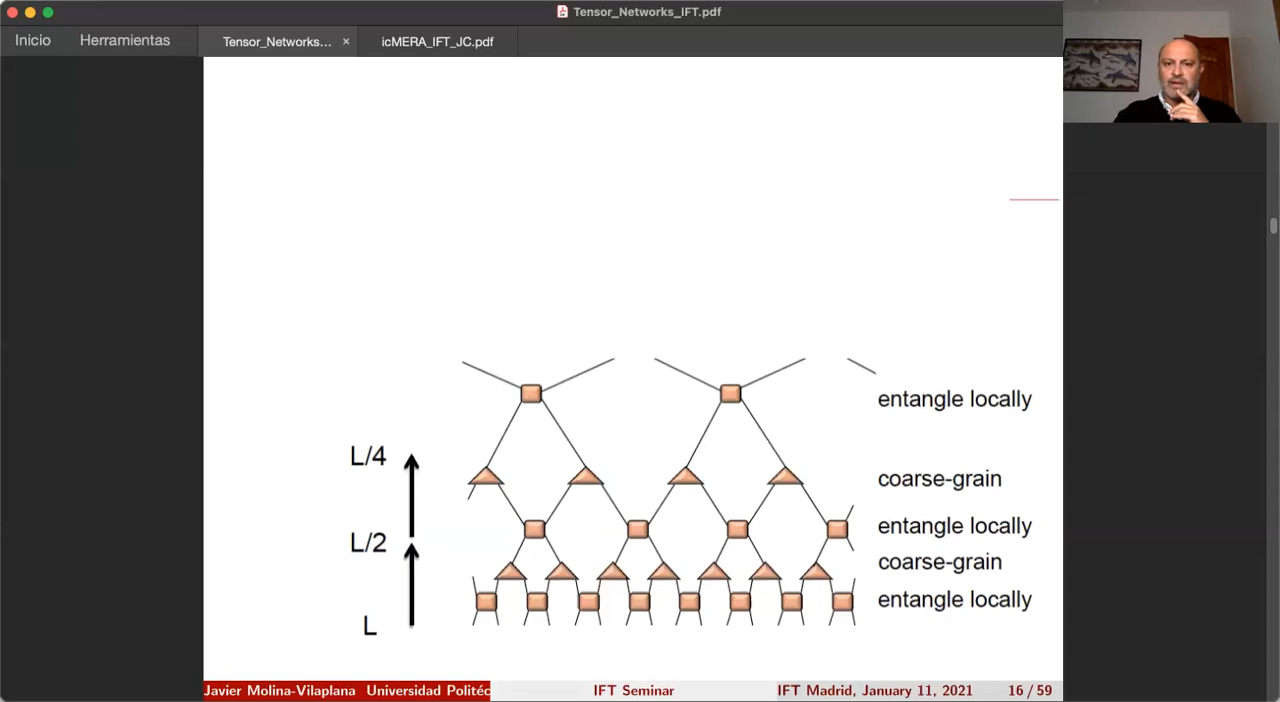 Tensor_Networks_IFT.pdf
Inicio Herramientas Tensor_Networks... × icMERA_IFT_JC.pdf
entangle locally
L/4
coarse-grain
entangle locally
L/2
coarse-grain
entangle locally
L
Javier Molina-Vilaplana Universidad Politéc IFT Seminar IFT Madrid, January 11, 2021 16 / 59